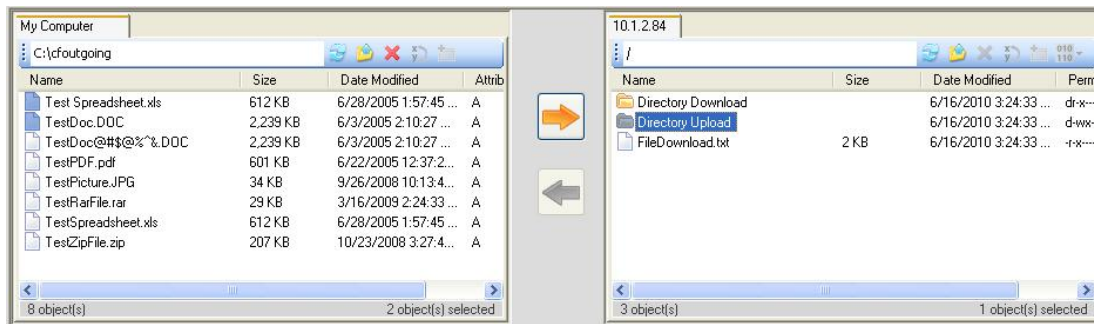 My Computer
C:\cfoutgoing
Name Size Date Modified Attrib
Test Spreadsheet.xls 612 KB 6/28/2005 1:57:45 ... A
TestDoc.DOC 2,239 KB 6/3/2005 2:10:27 ... A
TestDoc@#$@%^&.DOC 2,239 KB 6/3/2005 2:10:27 ... A
TestPDF.pdf 601 KB 6/22/2005 12:37:2... A
TestPicture.JPG 34 KB 9/26/2008 10:13:4... A
TestRarFile.rar 29 KB 3/16/2009 2:24:33 ... A
TestSpreadsheet.xls 612 KB 6/28/2005 1:57:45 ... A
TestZipFile.zip 207 KB 10/23/2008 3:27:4... A
8 object(s) 2 object(s) selected
10.1.2.84
/ 010 110
Name Size Date Modified Perm
Directory Download 6/16/2010 3:24:33 ... dr-x---
Directory Upload 6/16/2010 3:24:33 ... d-wx-
FileDownload.txt 2 KB 6/16/2010 3:24:33 ... -r-x----
3 object(s) 1 object(s) selected